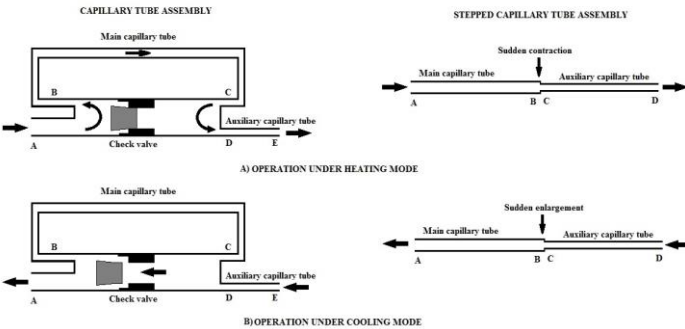 CAPILLARY TUBE ASSEMBLY
STEPPED CAPILLARY TUBE ASSEMBLY
Main capillary tube
B
C
Auxiliary capillary tube
A
Check valve
D
E
Sudden contraction
Main capillary tube
Auxiliary capillary tube
A
B
C
D
A) OPERATION UNDER HEATING MODE
Main capillary tube
B
C
Auxiliary capillary tube
A
Check valve
D
E
Sudden enlargement
Main capillary tube
Auxiliary capillary tube
A
B
C
D
B) OPERATION UNDER COOLING MODE